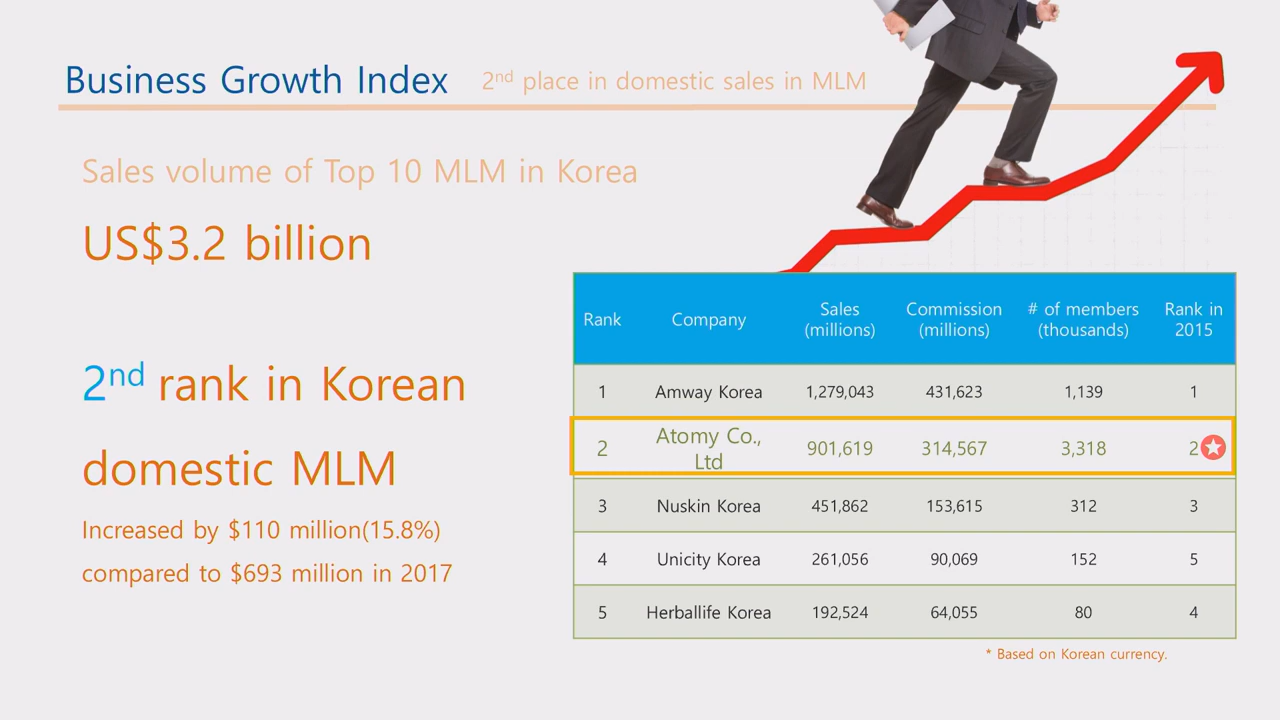 Business Growth Index 2nd place in domestic sales in MLM
Sales volume of Top 10 MLM in Korea
US$3.2 billion
2nd rank in Korean
domestic MLM
Increased by $110 million(15.8%)
compared to $693 million in 2017
Rank Company Sales (millions) Commission (millions) # of members (thousands) Rank in 2015
1 Amway Korea 1,279,043 431,623 1,139 1
2 Atomy Co., Ltd 901,619 314,567 3,318 2
3 Nuskin Korea 451,862 153,615 312 3
4 Unicity Korea 261,056 90,069 152 5
5 Herballife Korea 192,524 64,055 80 4
* Based on Korean currency.